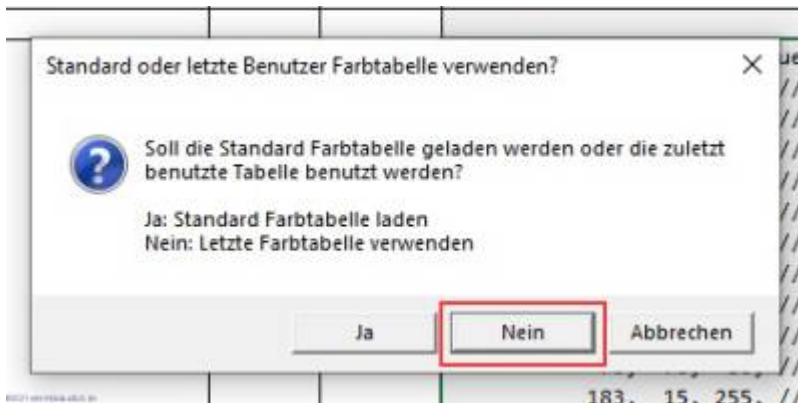 Standard oder letzte Benutzer Farbtabelle verwenden?
Soll die Standard Farbtabelle geladen werden oder die zuletzt
benutzte Tabelle benutzt werden?
Ja: Standard Farbtabelle laden
Nein: Letzte Farbtabelle verwenden
Ja
Nein
Abbrechen
183, 15, 255, //